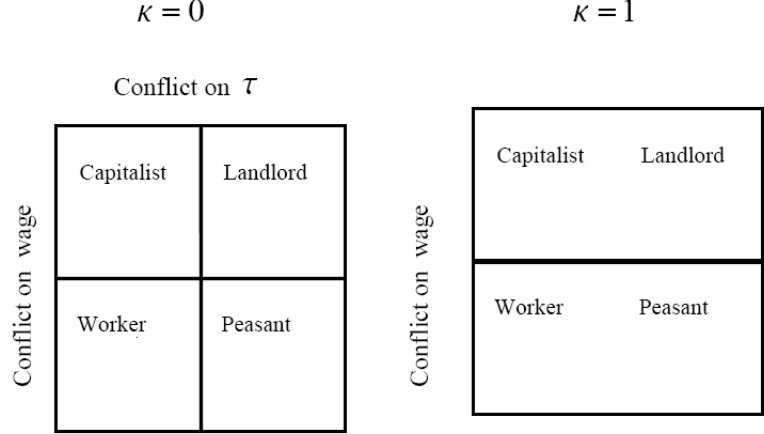 κ = 0
κ = 1
Conflict on τ
Conflict on wage
Capitalist Landlord
Worker Peasant
Conflict on wage
Capitalist Landlord
Worker Peasant